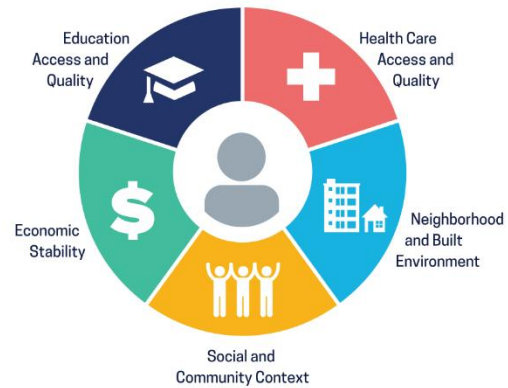 Education
Access and
Quality
Health Care
Access and
Quality
$
Economic
Stability
Neighborhood
and Built
Environment
Social and
Community Context